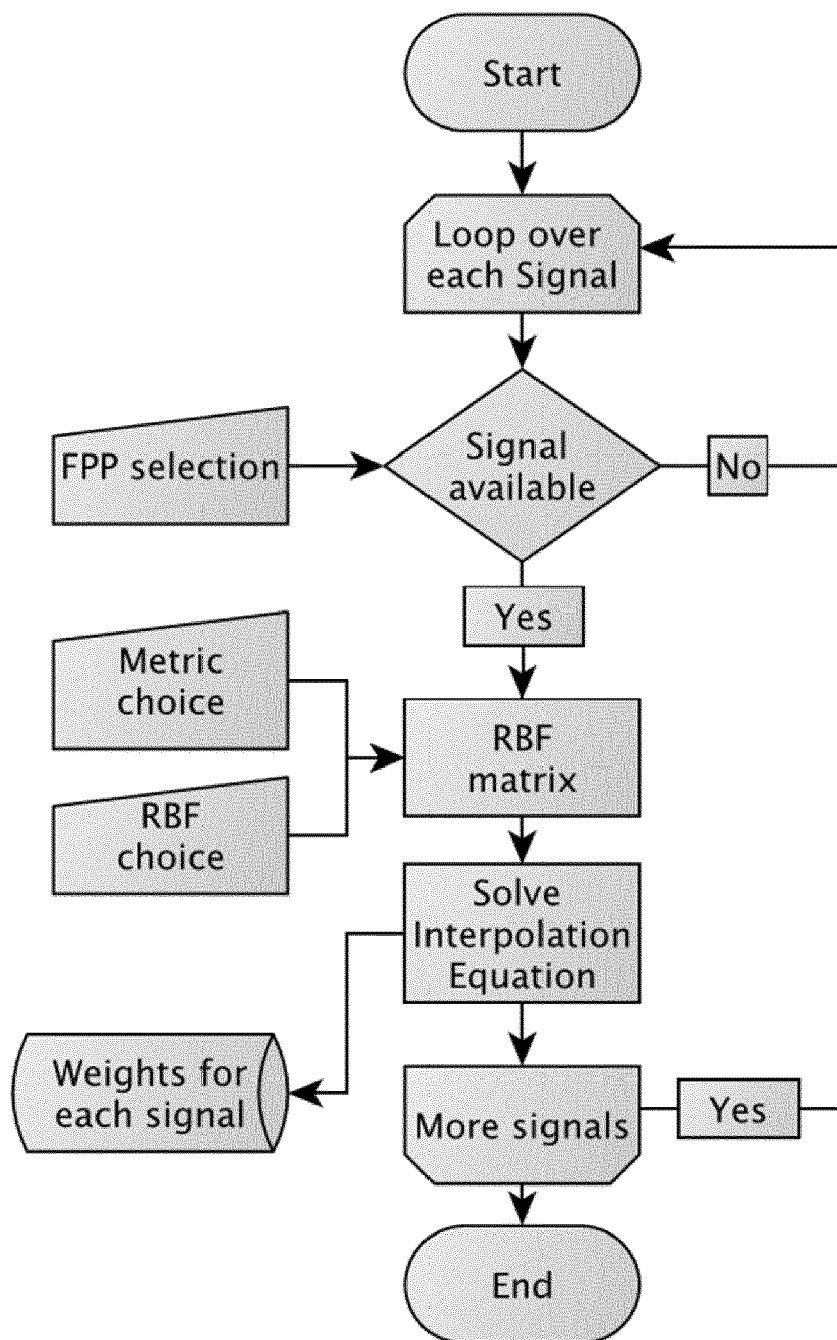 Start
Loop over
each Signal
FPP selection
Signal
available
No
Yes
Metric
choice
RBF
matrix
RBF
choice
Solve
Interpolation
Equation
Weights for
each signal
More signals
Yes
End